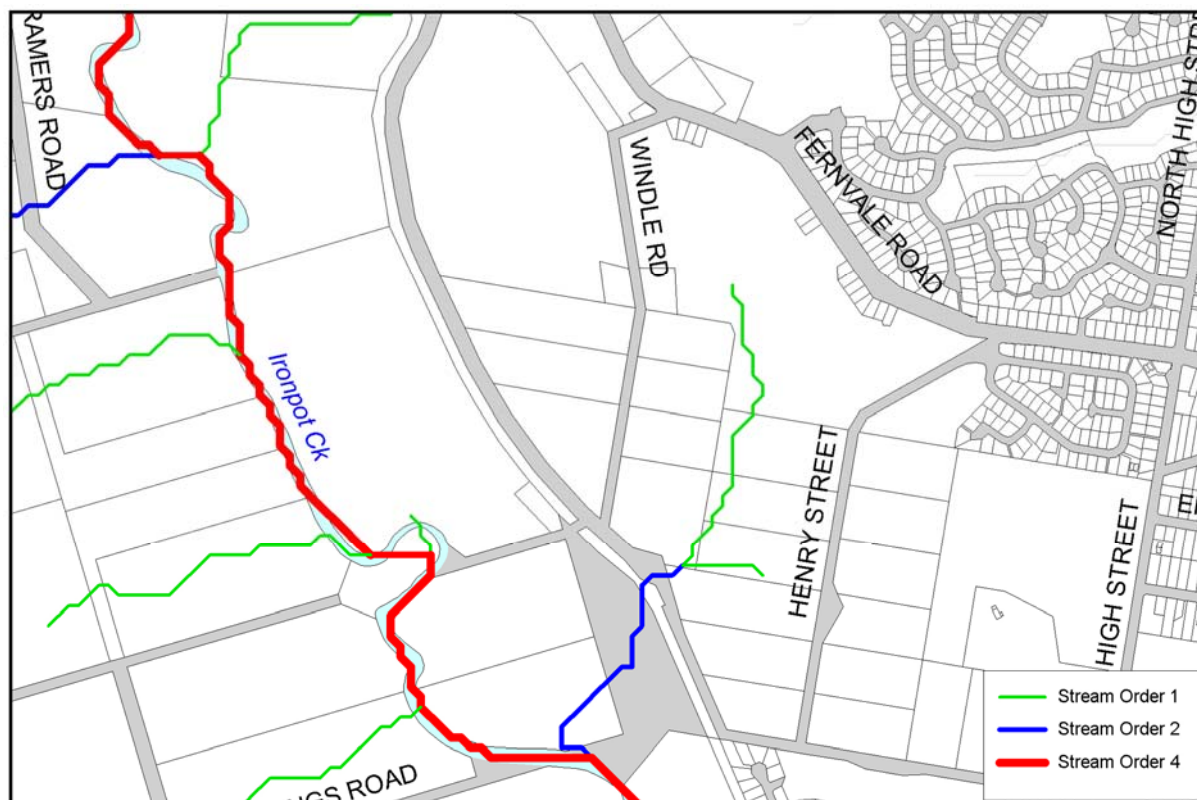 RAMERS ROAD
WINDLE RD
FERNVALE ROAD
NORTH HIGH STR
Ironpot Ck
HENRY STREET
HIGH STREET
NGS ROAD
Stream Order 1
Stream Order 2
Stream Order 4